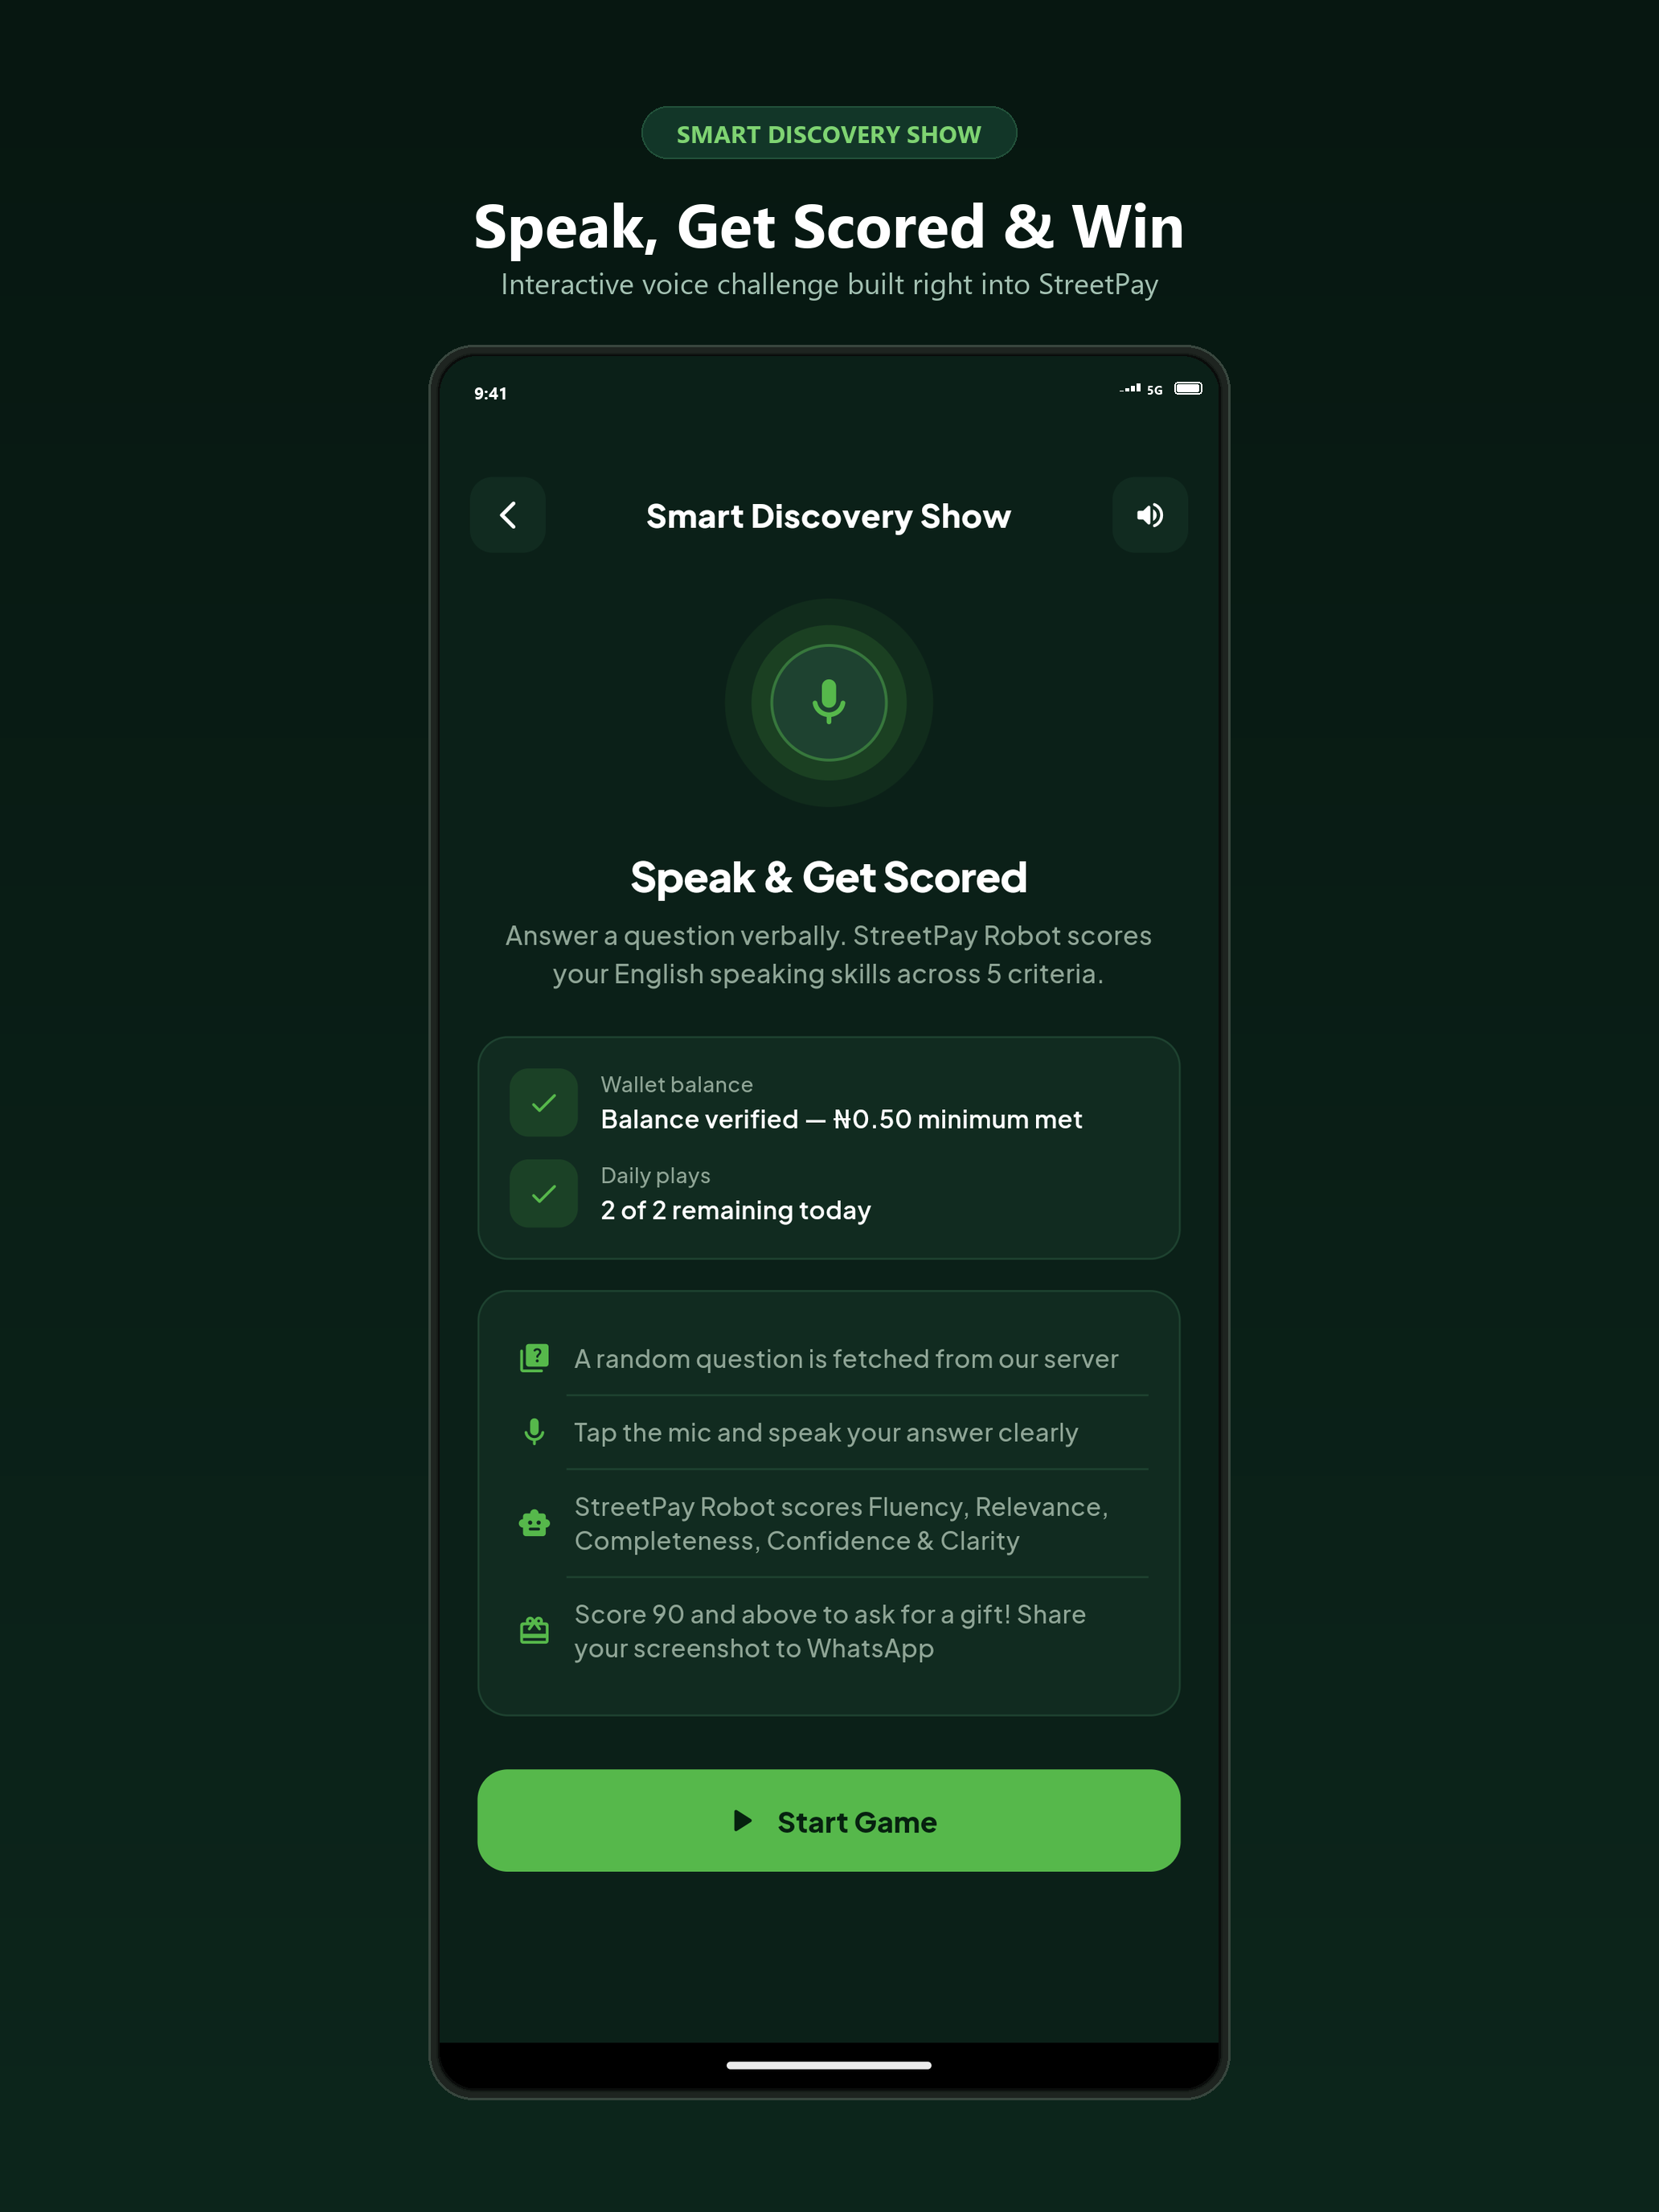 SMART DISCOVERY SHOW
Speak, Get Scored & Win
Interactive voice challenge built right into StreetPay
9:41
5G
Smart Discovery Show
Speak & Get Scored
Answer a question verbally. StreetPay Robot scores
your English speaking skills across 5 criteria.
Wallet balance
Balance verified — ₦0.50 minimum met
Daily plays
2 of 2 remaining today
A random question is fetched from our server
Tap the mic and speak your answer clearly
StreetPay Robot scores Fluency, Relevance,
Completeness, Confidence & Clarity
Score 90 and above to ask for a gift! Share
your screenshot to WhatsApp
Start Game